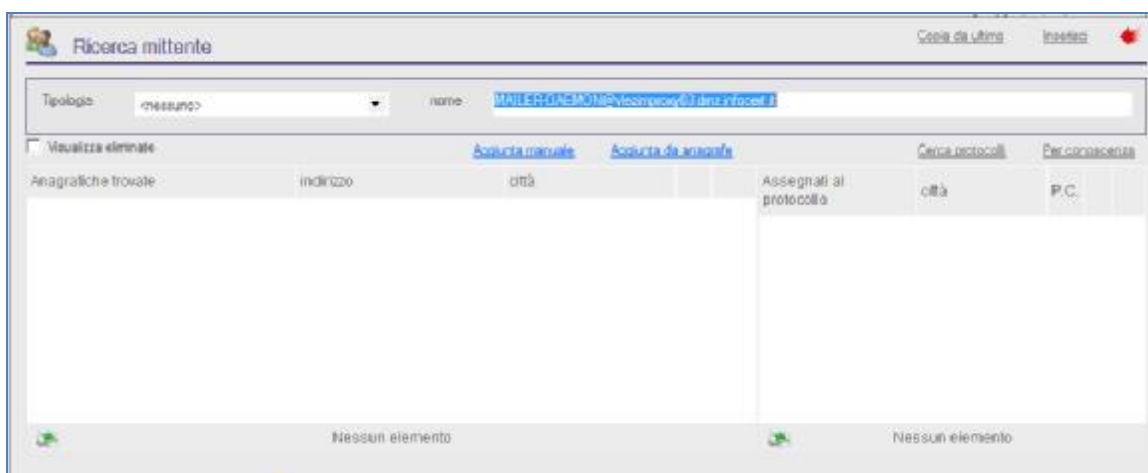 Ricerca mittente
Copia da ultimo
Inserisci
Tipologia
<nessuno>
nome
Visualizza eliminate
Aggiunta manuale
Aggiunta da anagrafe
Cerca protocolli
Per conoscenza
Anagrafiche trovate
indirizzo
città
Assegnati al protocollo
città
P.C.
Nessun elemento
Nessun elemento